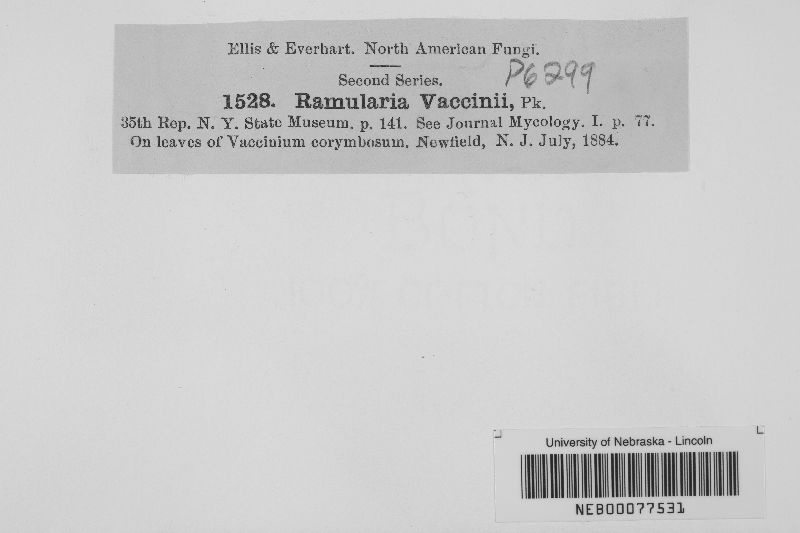 Ellis & Everhart. North American Fungi.
Second Series.
P6299
1528. Ramularia Vaccinii, Pk.
35th Rep. N. Y. State Museum. p. 141. See Journal Mycology. I. p. 77.
On leaves of Vaccinium corymbosum. Newfield, N. J. July, 1884.
University of Nebraska - Lincoln
NEB00077531